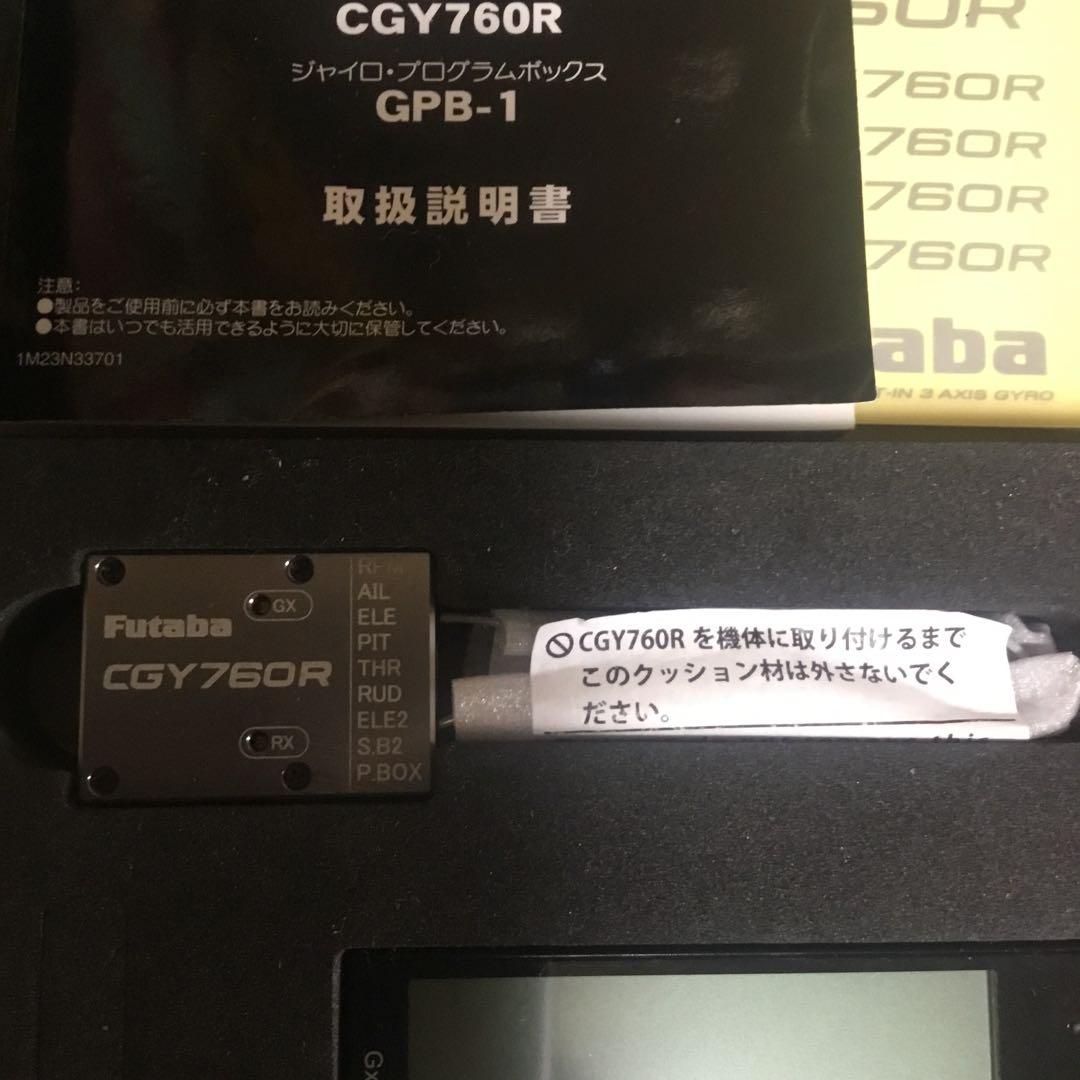 CGY760R
ジャイロ・プログラムボックス
GPB-1
取扱説明書
注意:
●製品をご使用前に必ず本書をお読みください。
●本書はいつでも活用できるように大切に保管してください。
1M23N33701
60R
760R
760R
760R
760R
aba
T-IN 3 AXIS GYRO
Futaba
CGY760R
GX
RX
RPM
AIL
ELE
PIT
THR
RUD
ELE2
S.B2
P.BOX
CGY760R を機体に取り付けるまで
このクッション材は外さないでく
ださい。